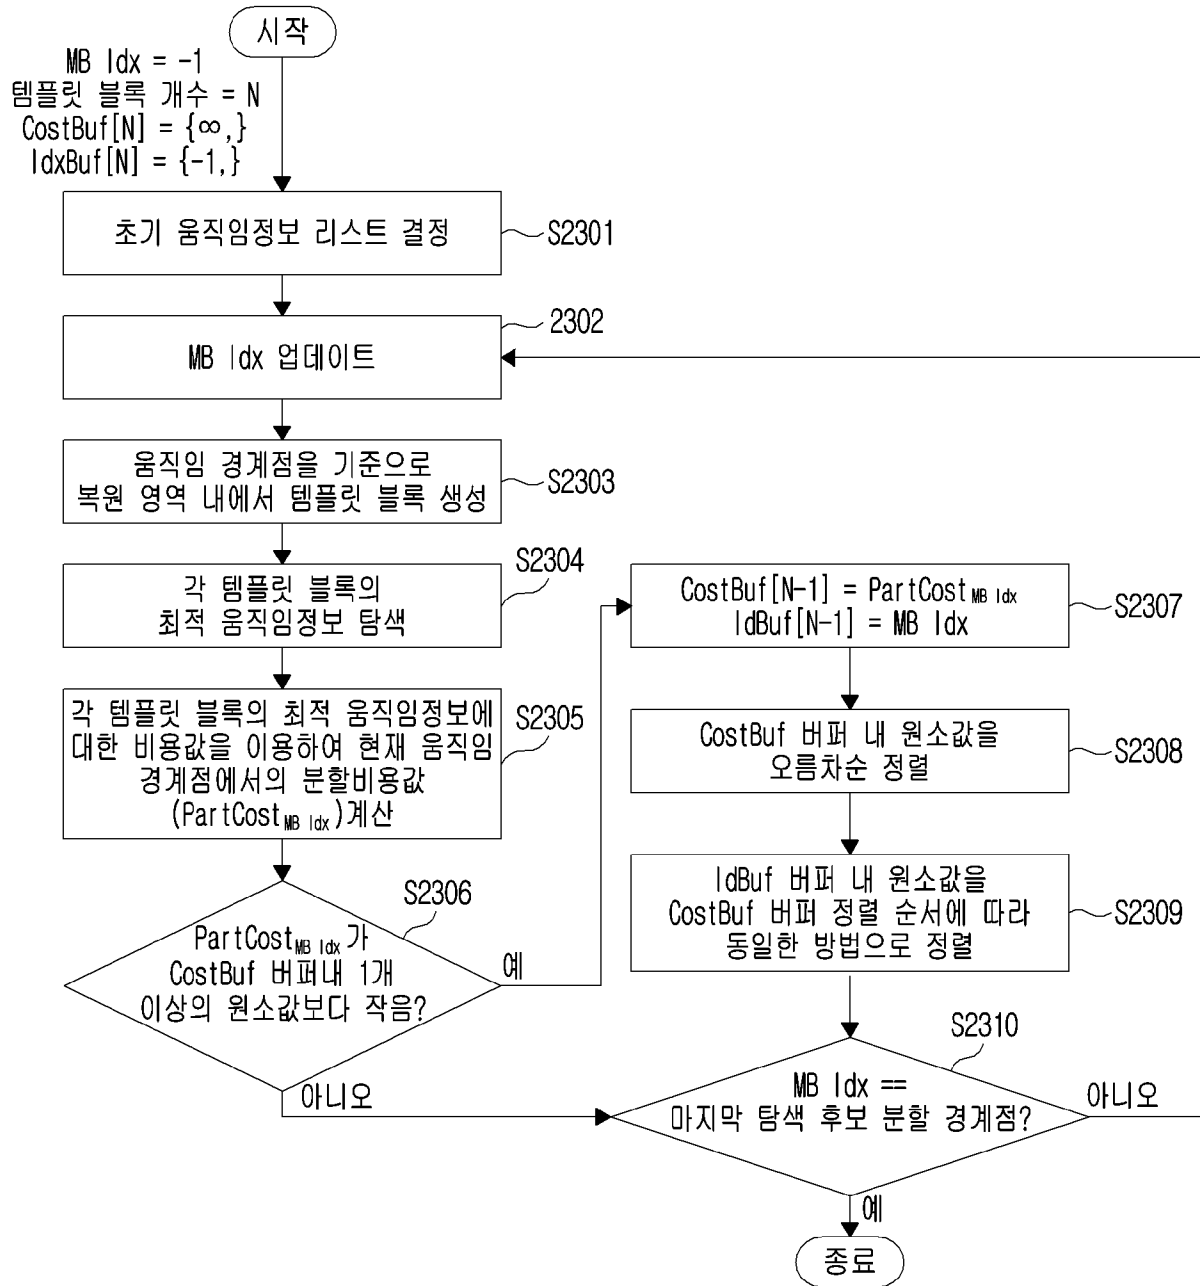 시작
MB Idx = -1
템플릿 블록 개수 = N
CostBuf[N] = {∞,}
IdxBuf[N] = {-1,}
초기 움직임정보 리스트 결정
S2301
MB Idx 업데이트
2302
움직임 경계점을 기준으로
복원 영역 내에서 템플릿 블록 생성
S2303
각 템플릿 블록의
최적 움직임정보 탐색
S2304
각 템플릿 블록의 최적 움직임정보에
대한 비용값을 이용하여 현재 움직임
경계점에서의 분할비용값
(PartCost MB Idx)계산
S2305
PartCost MB Idx 가
CostBuf 버퍼내 1개
이상의 원소값보다 작음?
S2306
예
아니오
CostBuf[N-1] = PartCost MB Idx
IdBuf[N-1] = MB Idx
S2307
CostBuf 버퍼 내 원소값을
오름차순 정렬
S2308
IdBuf 버퍼 내 원소값을
CostBuf 버퍼 정렬 순서에 따라
동일한 방법으로 정렬
S2309
MB Idx ==
마지막 탐색 후보 분할 경계점?
S2310
아니오
예
종료